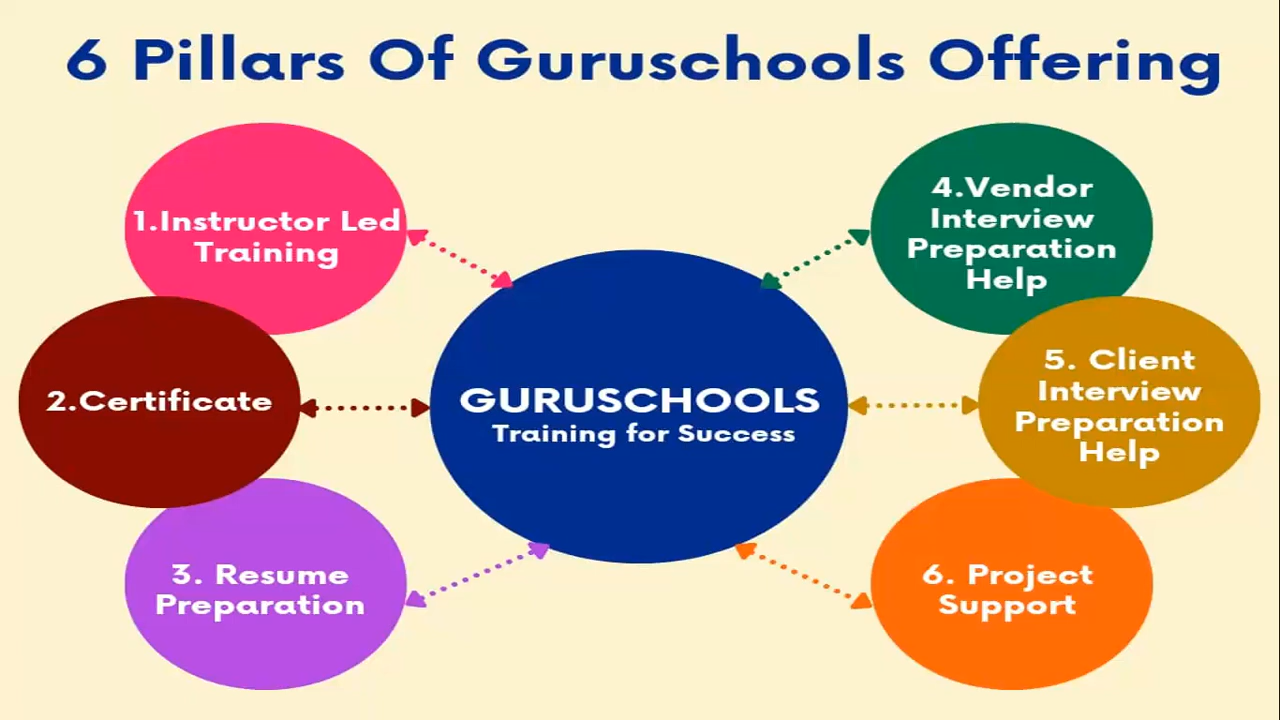 6 Pillars Of Guruschools Offering
1.Instructor Led
Training
2.Certificate
3. Resume
Preparation
GURUSCHOOLS
Training for Success
4.Vendor
Interview
Preparation
Help
5. Client
Interview
Preparation
Help
6. Project
Support